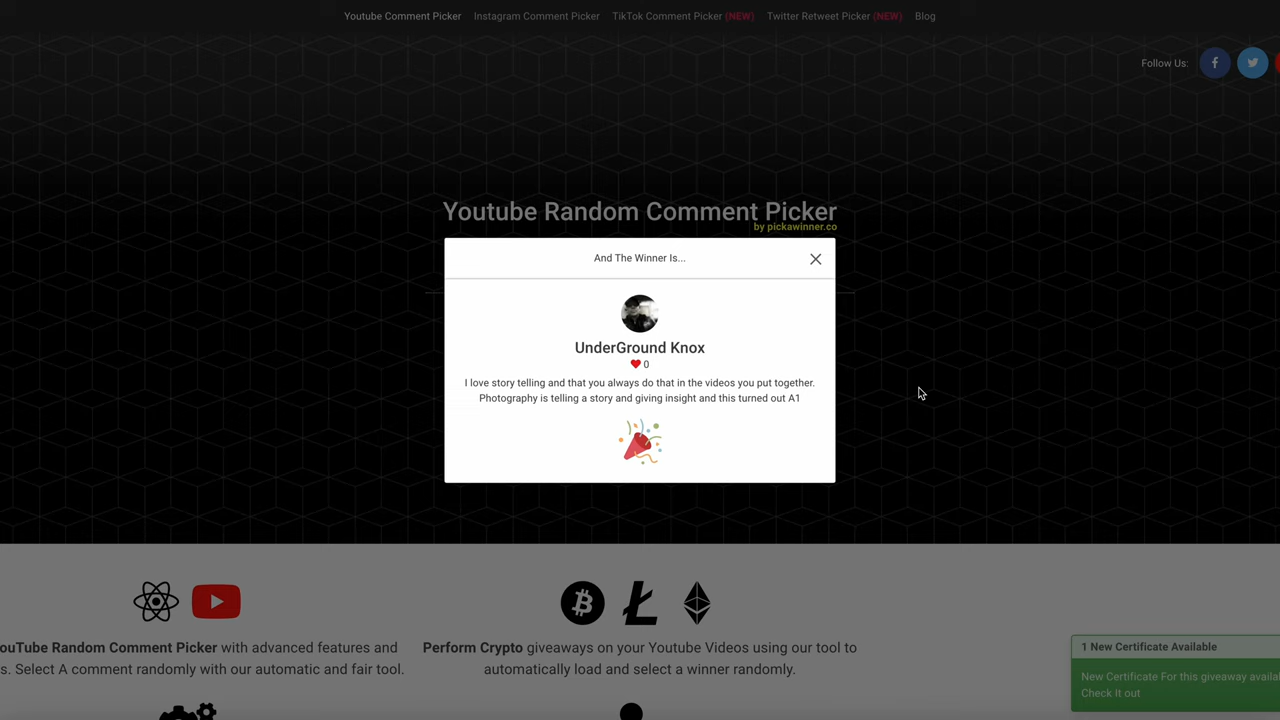 Youtube Comment Picker Instagram Comment Picker TikTok Comment Picker (NEW) Twitter Retweet Picker (NEW) Blog
Follow Us:
Youtube Random Comment Picker
by pickawinner.co
And The Winner Is...
UnderGround Knox
0
I love story telling and that you always do that in the videos you put together.
Photography is telling a story and giving insight and this turned out A1
ouTube Random Comment Picker with advanced features and
s. Select A comment randomly with our automatic and fair tool.
Perform Crypto giveaways on your Youtube Videos using our tool to
automatically load and select a winner randomly.
1 New Certificate Available
New Certificate For this giveaway availa
Check It out